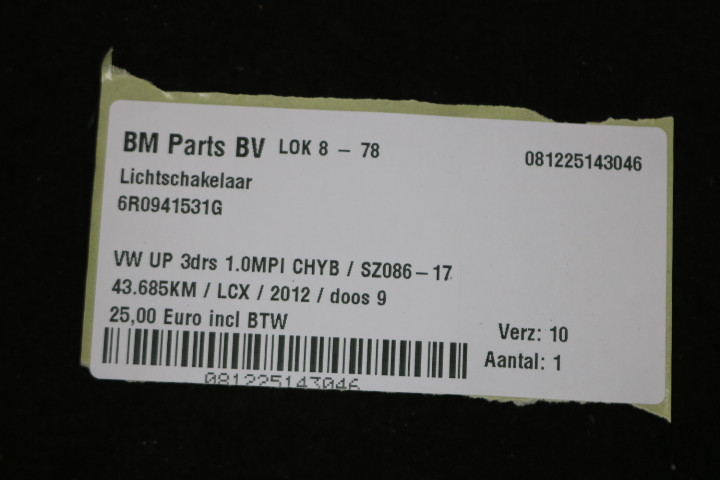 BM Parts BV LOK 8 – 78 081225143046
Lichtschakelaar
6R0941531G
VW UP 3drs 1.0MPI CHYB / SZ086-17
43.685KM / LCX / 2012 / doos 9
25,00 Euro incl BTW
Verz: 10
Aantal: 1
081225143046